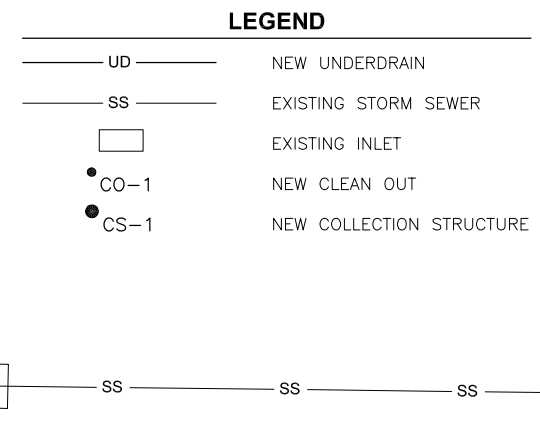 LEGEND
UD NEW UNDERDRAIN
SS EXISTING STORM SEWER
EXISTING INLET
CO-1 NEW CLEAN OUT
CS-1 NEW COLLECTION STRUCTURE
SS SS SS